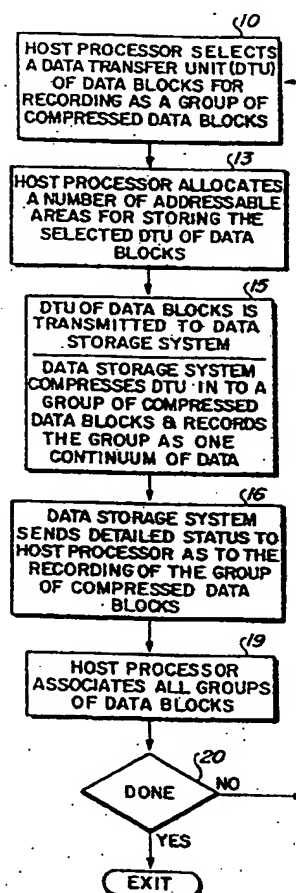 10
HOST PROCESSOR SELECTS
A DATA TRANSFER UNIT (DTU)
OF DATA BLOCKS FOR
RECORDING AS A GROUP OF
COMPRESSED DATA BLOCKS
13
HOST PROCESSOR ALLOCATES
A NUMBER OF ADDRESSABLE
AREAS FOR STORING THE
SELECTED DTU OF DATA
BLOCKS
15
DTU OF DATA BLOCKS IS
TRANSMITTED TO DATA
STORAGE SYSTEM
DATA STORAGE SYSTEM
COMPRESSES DTU IN TO A
GROUP OF COMPRESSED
DATA BLOCKS & RECORDS
THE GROUP AS ONE
CONTINUUM OF DATA
16
DATA STORAGE SYSTEM
SENDS DETAILED STATUS TO
HOST PROCESSOR AS TO THE
RECORDING OF THE GROUP
OF COMPRESSED DATA
BLOCKS
19
HOST PROCESSOR
ASSOCIATES ALL GROUPS
OF DATA BLOCKS
20
DONE
NO
YES
EXIT